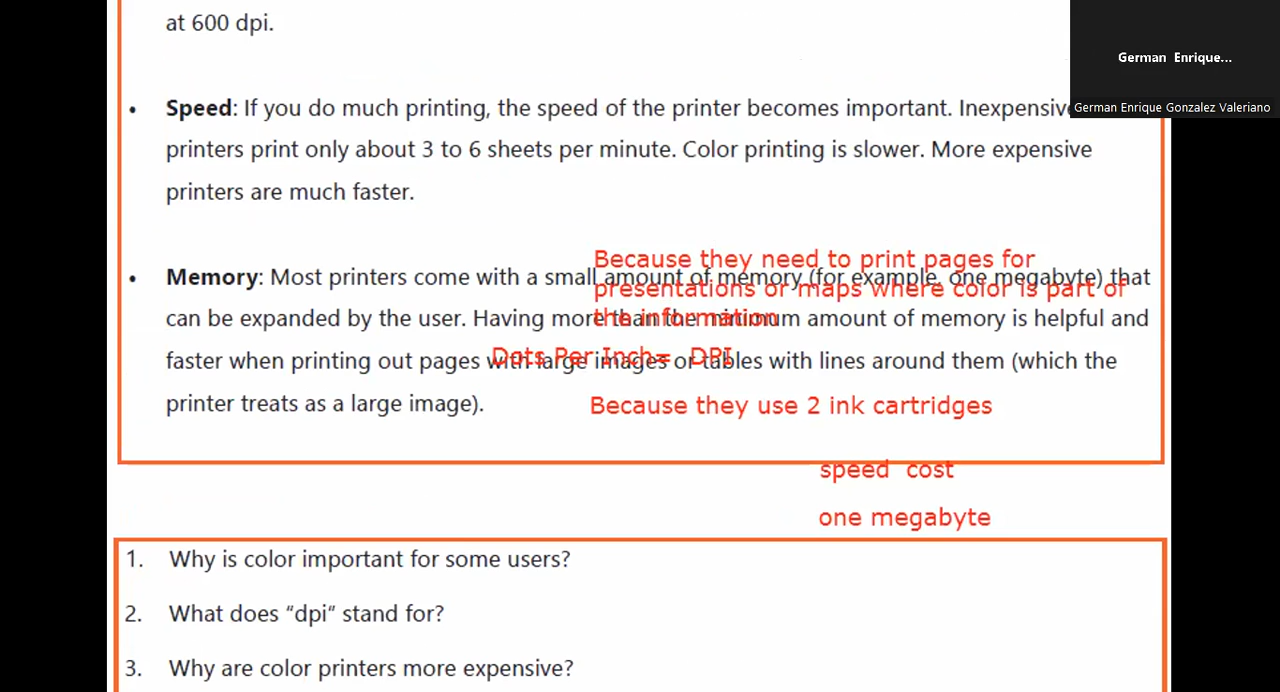 at 600 dpi.
German Enrique...
German Enrique Gonzalez Valeriano
• Speed: If you do much printing, the speed of the printer becomes important. Inexpensive
printers print only about 3 to 6 sheets per minute. Color printing is slower. More expensive
printers are much faster.
Because they need to print pages for
• Memory: Most printers come with a small amount of memory (for example, one megabyte) that
presentations or maps where color is part of
can be expanded by the user. Having more than the minimum amount of memory is helpful and
the information
faster when printing out pages with large images or tables with lines around them (which the
Dots Per Inch= DPI
printer treats as a large image).
Because they use 2 ink cartridges
speed cost
one megabyte
1. Why is color important for some users?
2. What does “dpi” stand for?
3. Why are color printers more expensive?